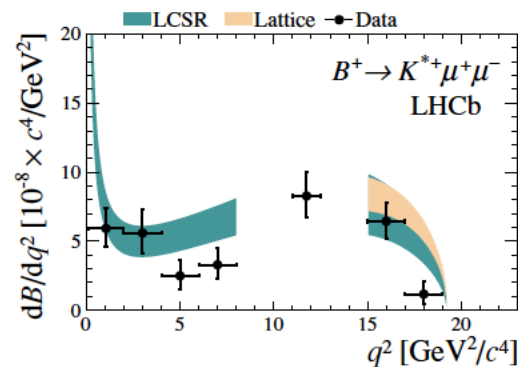 LCSR Lattice Data
B⁺ → K*⁺μ⁺μ⁻
LHCb
dB/dq² [10⁻⁸ × c⁴/GeV²]
20
15
10
5
0
0 5 10 15 20
q² [GeV²/c⁴]